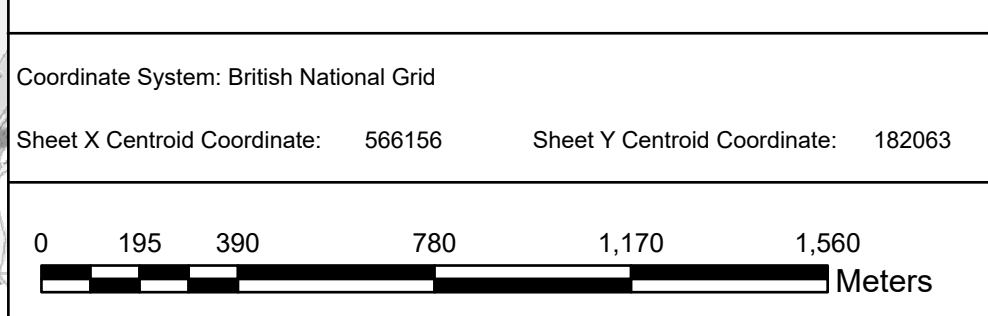 Coordinate System: British National Grid
Sheet X Centroid Coordinate: 566156 Sheet Y Centroid Coordinate: 182063
0 195 390 780 1,170 1,560
Meters